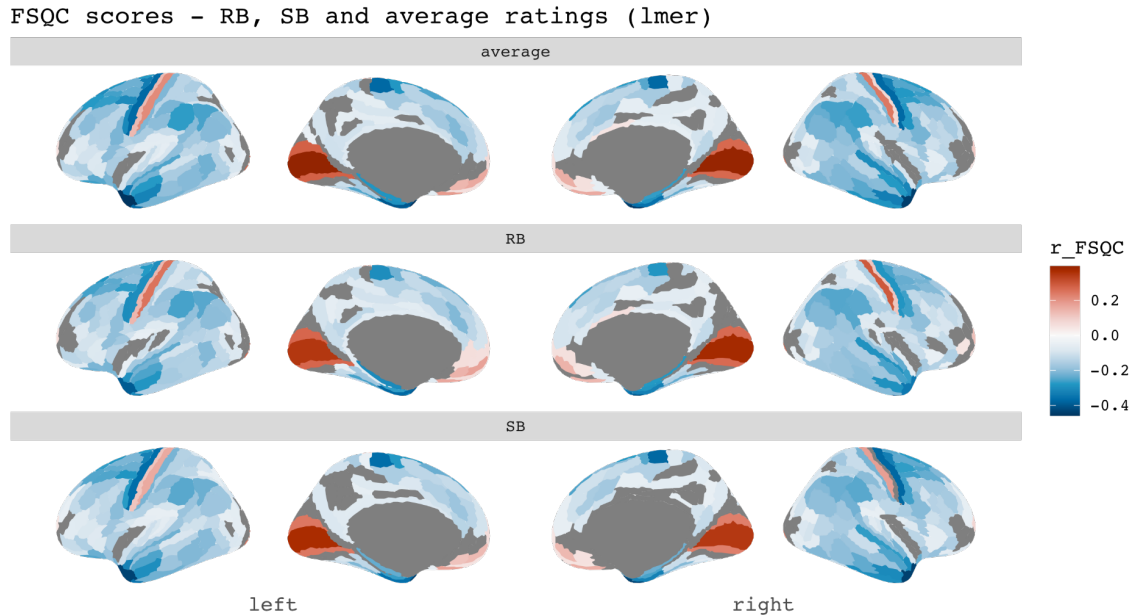 FSQC scores - RB, SB and average ratings (lmer)
average
RB
r_FSQC
0.2
0.0
-0.2
-0.4
SB
left
right